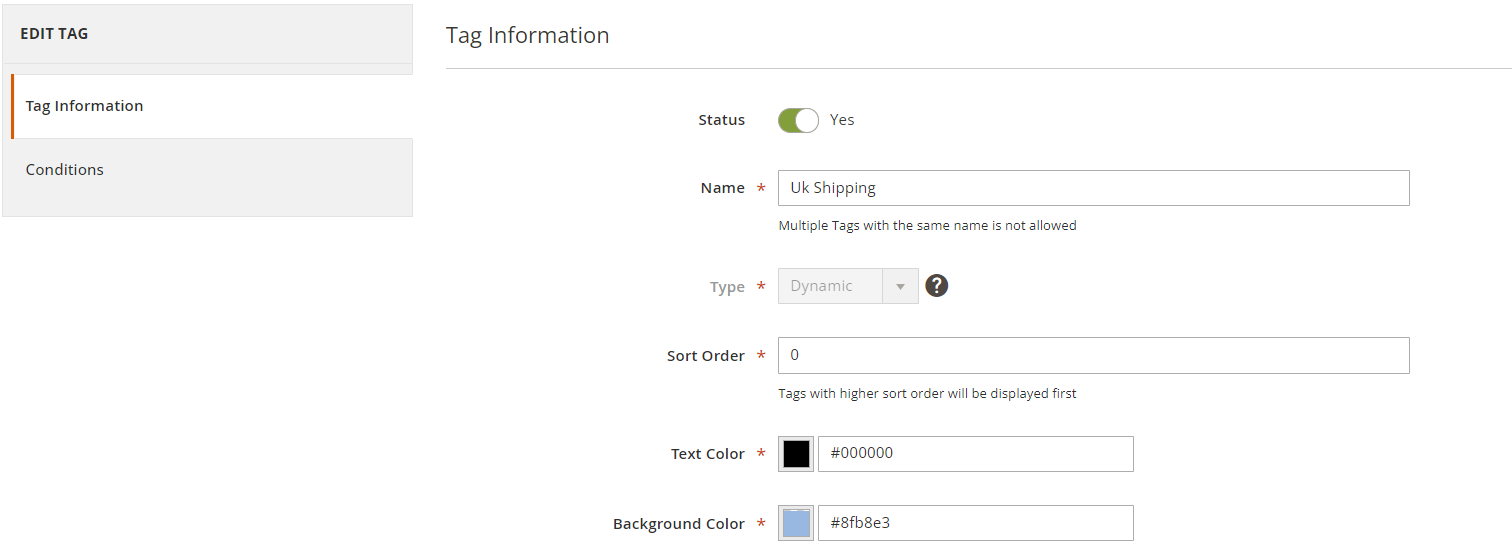 EDIT TAG
Tag Information
Conditions
Tag Information
Status Yes
Name * Uk Shipping
Multiple Tags with the same name is not allowed
Type * Dynamic ?
Sort Order * 0
Tags with higher sort order will be displayed first
Text Color * #000000
Background Color * #8fb8e3